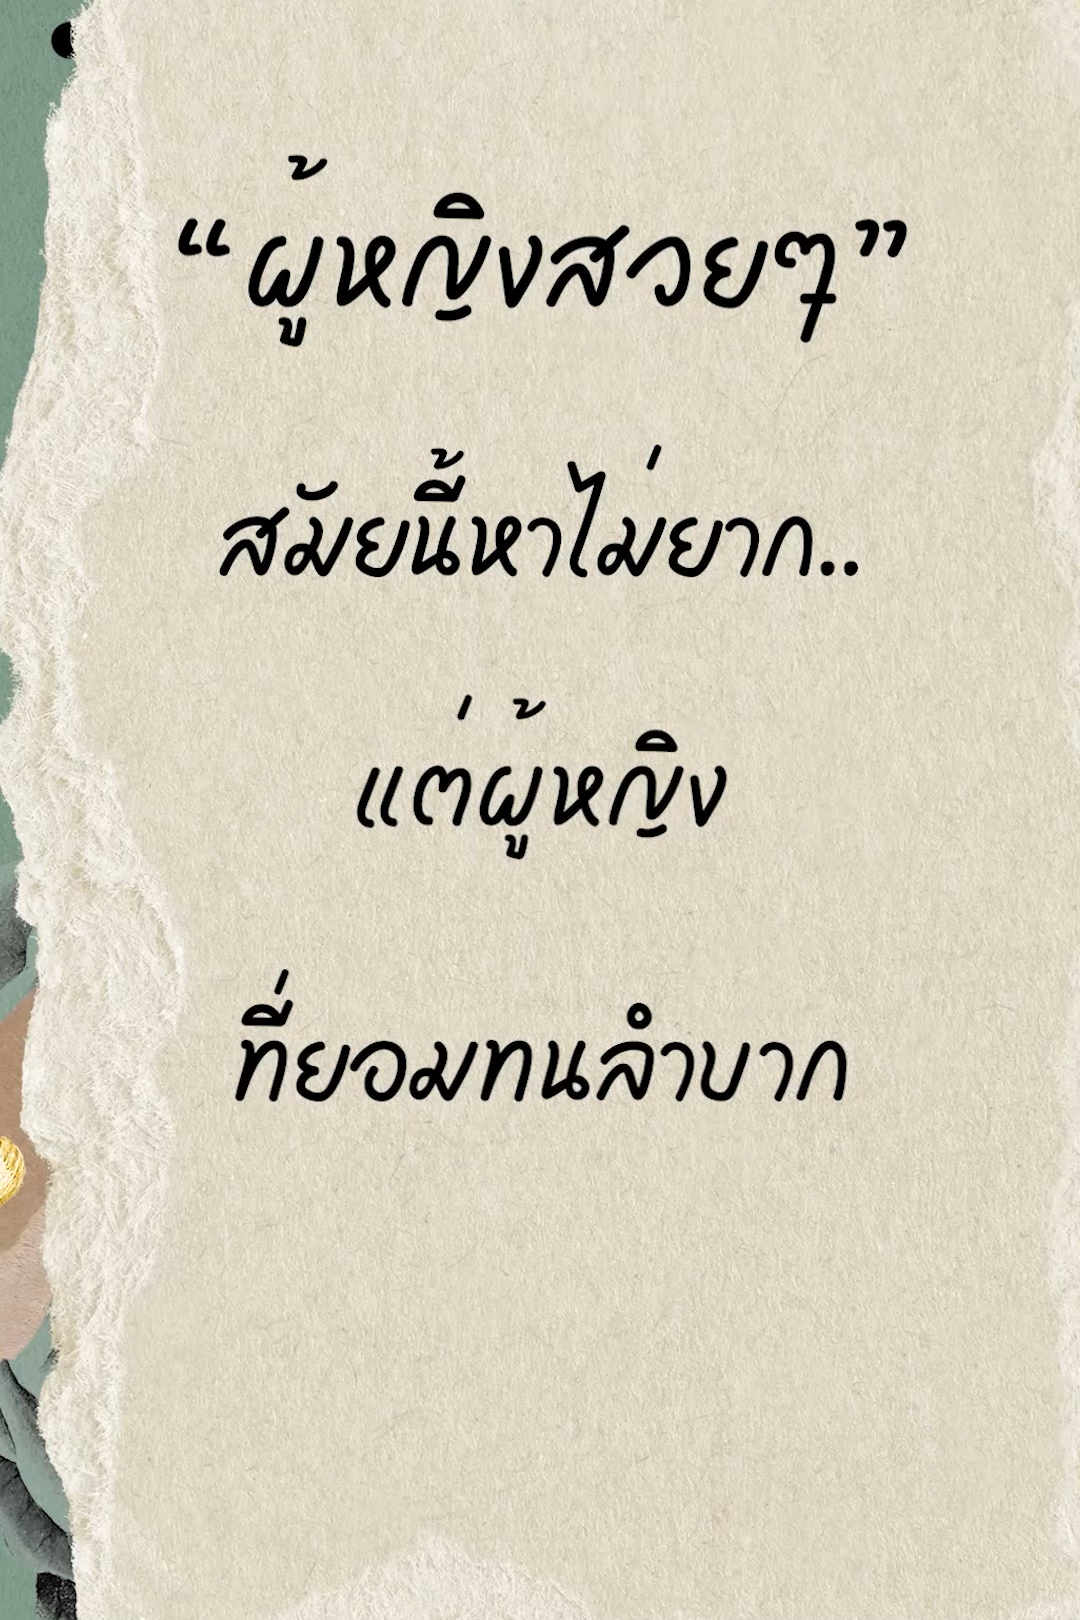 “ผู้หญิงสวยๆ”
สมัยนี้หาไม่ยาก..
แต่ผู้หญิง
ที่ยอมทนลำบาก